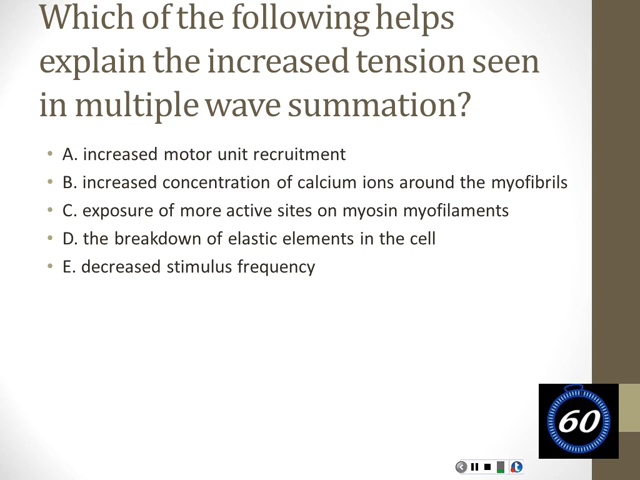 Which of the following helps
explain the increased tension seen
in multiple wave summation?
• A. increased motor unit recruitment
• B. increased concentration of calcium ions around the myofibrils
• C. exposure of more active sites on myosin myofilaments
• D. the breakdown of elastic elements in the cell
• E. decreased stimulus frequency
60